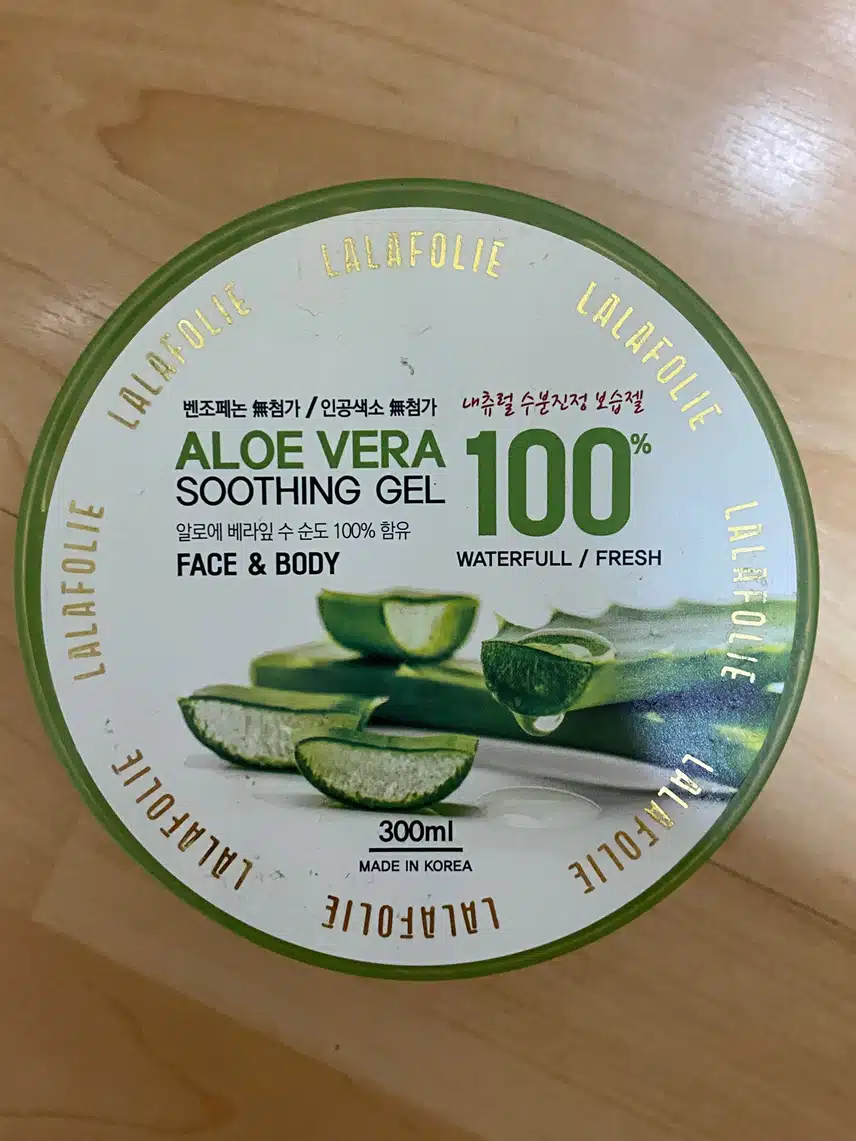 LALAFOLIE
LALAFOLIE
LALAFOLIE
벤조페논 無첨가 / 인공색소 無첨가
내츄럴 수분진정 보습젤
ALOE VERA
SOOTHING GEL
100%
알로에 베라잎 수 순도 100% 함유
FACE & BODY
WATERFULL / FRESH
LALAFOLIE
LALAFOLIE
300ml
MADE IN KOREA
LALAFOLIE
LALAFOLIE
LALAFOLIE